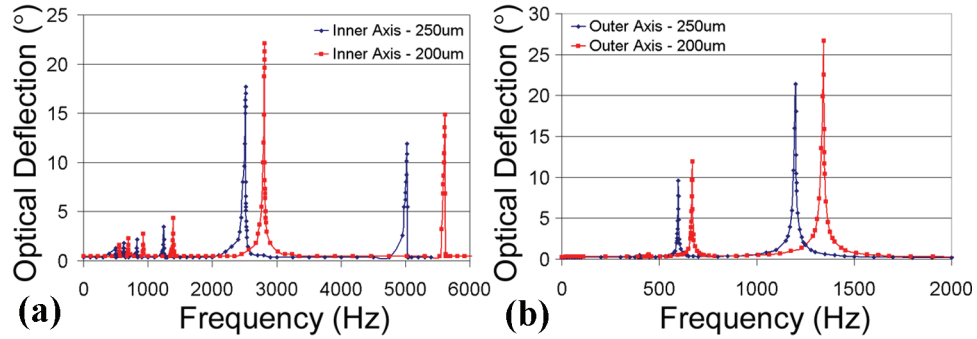 Optical Deflection (°)
25
20
15
10
5
0
Inner Axis - 250um
Inner Axis - 200um
0 1000 2000 3000 4000 5000 6000
Frequency (Hz)
(a)
Optical Deflection (°)
30
25
20
15
10
5
0
Outer Axis - 250um
Outer Axis - 200um
0 500 1000 1500 2000
Frequency (Hz)
(b)